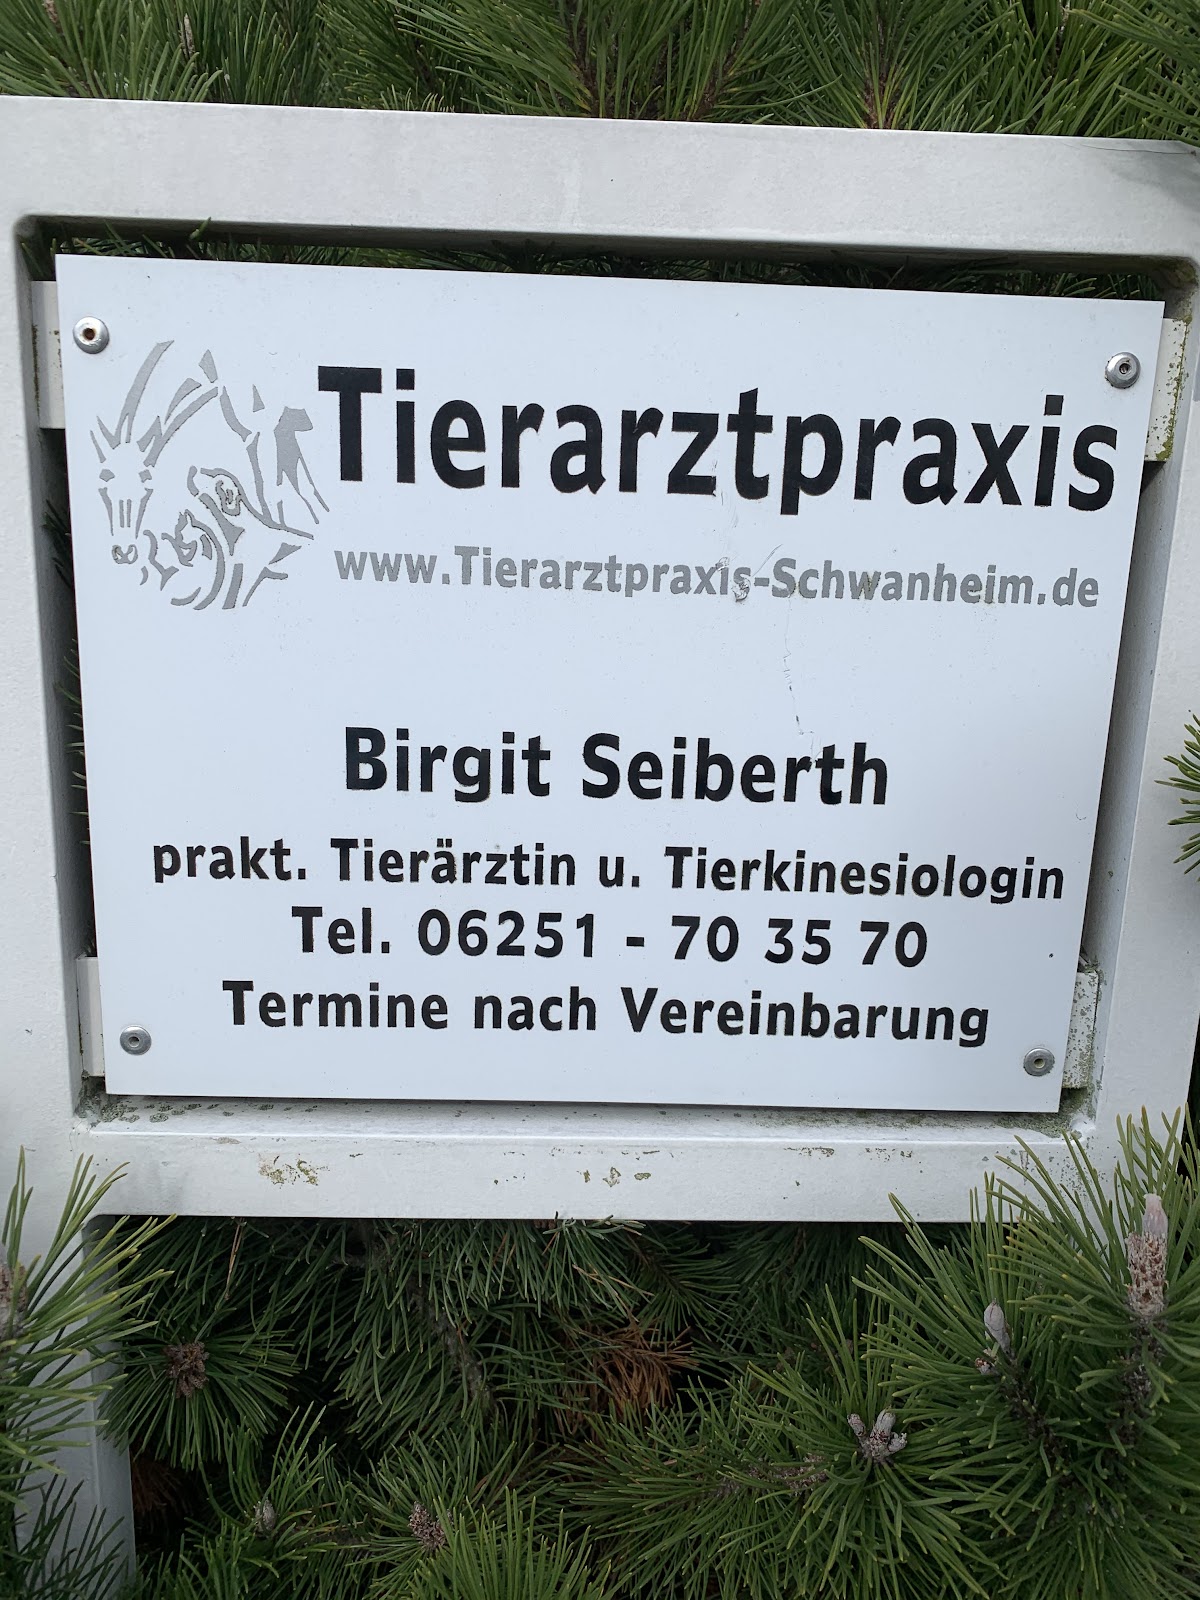 Tierarztpraxis
www.Tierarztpraxis-Schwanheim.de
Birgit Seiberth
prakt. Tierärztin u. Tierkinesiologin
Tel. 06251 - 70 35 70
Termine nach Vereinbarung